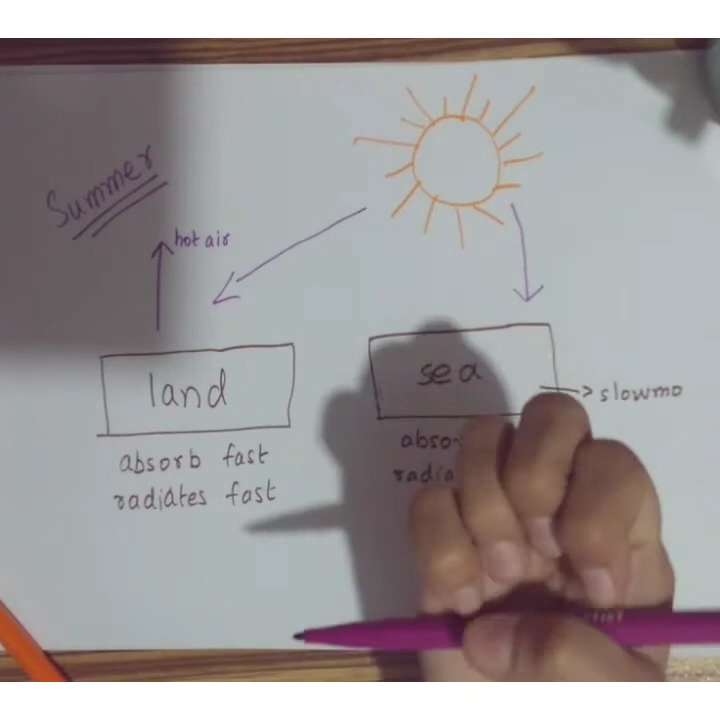 Summer
hot air
land
sea
slowmo
absorb fast
radiates fast